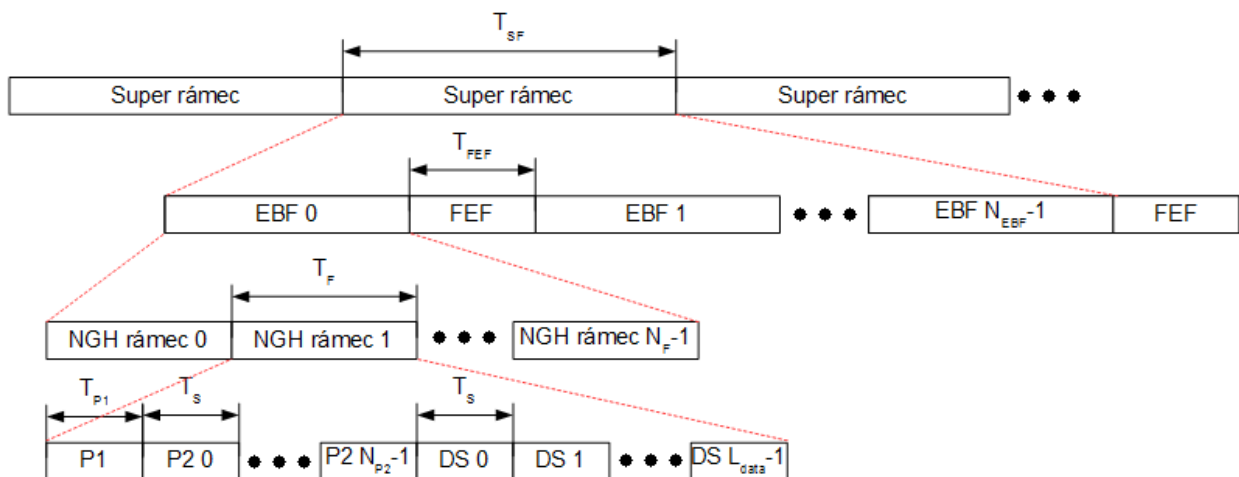 T_SF
Super rámec Super rámec Super rámec
T_FEF
EBF 0 FEF EBF 1 EBF N_EBF-1 FEF
T_F
NGH rámec 0 NGH rámec 1 NGH rámec N_F-1
T_P1 T_S T_S
P1 P2 0 P2 N_P2-1 DS 0 DS 1 DS L_data-1